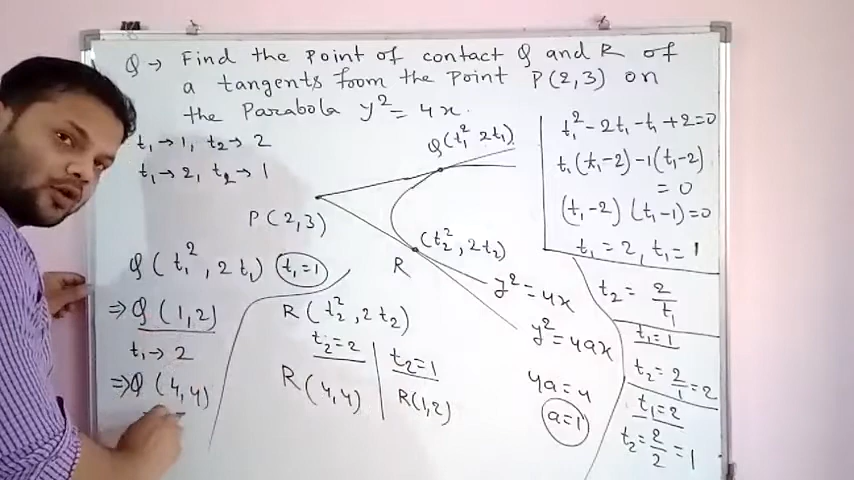 Q → Find the point of contact Q and R of
a tangents from the point P(2,3) on
the Parabola y² = 4x.
t₁ → 1, t₂ → 2
t₁ → 2, t₂ → 1
Q(t₁² 2t₁)
P(2,3)
(t₂², 2t₂)
R
y² = 4x
y² = 4ax
4a = 4
a = 1
Q(t₁², 2t₁) t₁ = 1
⇒ Q(1,2)
t₁ → 2
⇒ Q(4,4)
R(t₂², 2t₂)
t₂ = 2
R(4,4)
t₂ = 1
R(1,2)
t₁² - 2t₁ - t₁ + 2 = 0
t₁(t₁-2) - 1(t₁-2)
= 0
(t₁-2) (t₁-1) = 0
t₁ = 2, t₁ = 1
t₂ = 2/t₁
t₁ = 1
t₂ = 2/1 = 2
t₁ = 2
t₂ = 2/2 = 1